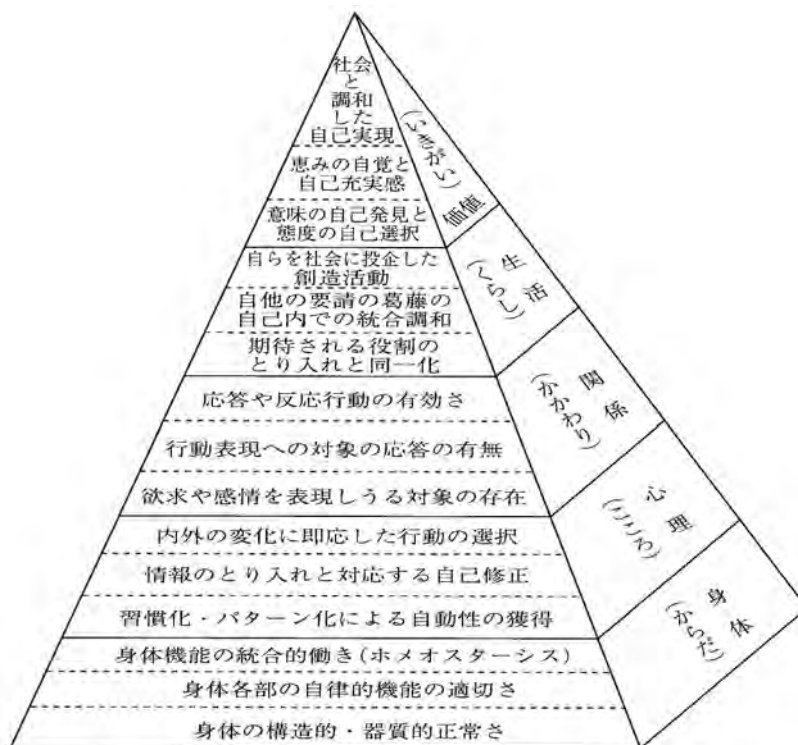 社会
と
調和
した
自己実現
恵みの自覚と
自己充実感
意味の自己発見と
態度の自己選択
自らを社会に投企した
創造活動
自他の要請の葛藤の
自己内での統合調和
期待される役割の
とり入れと同一化
応答や反応行動の有効さ
行動表現への対象の応答の有無
欲求や感情を表現しうる対象の存在
内外の変化に即応した行動の選択
情報のとり入れと対応する自己修正
習慣化・パターン化による自動性の獲得
身体機能の統合的働き(ホメオスターシス)
身体各部の自律的機能の適切さ
身体の構造的・器質的正常さ
価値
(いきがい)
生活
(くらし)
関係
(かかわり)
心理
(こころ)
身体
(からだ)